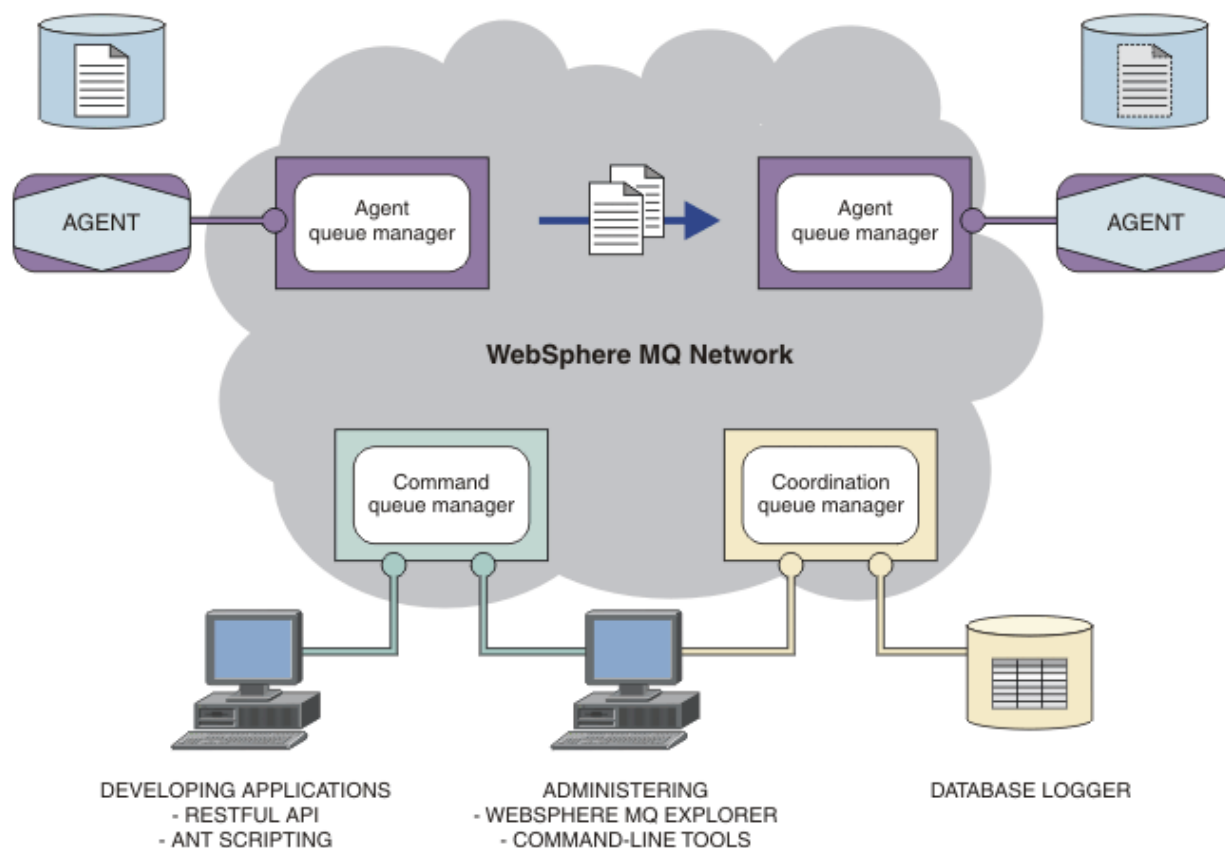 AGENT
Agent
queue manager
Agent
queue manager
AGENT
WebSphere MQ Network
Command
queue manager
Coordination
queue manager
DEVELOPING APPLICATIONS
- RESTFUL API
- ANT SCRIPTING
ADMINISTERING
- WEBSPHERE MQ EXPLORER
- COMMAND-LINE TOOLS
DATABASE LOGGER